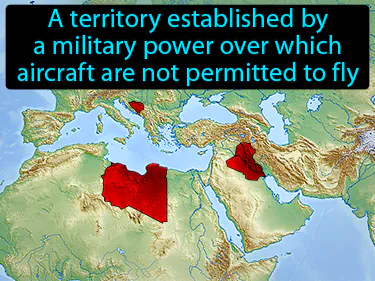 A territory established by
a military power over which
aircraft are not permitted to fly